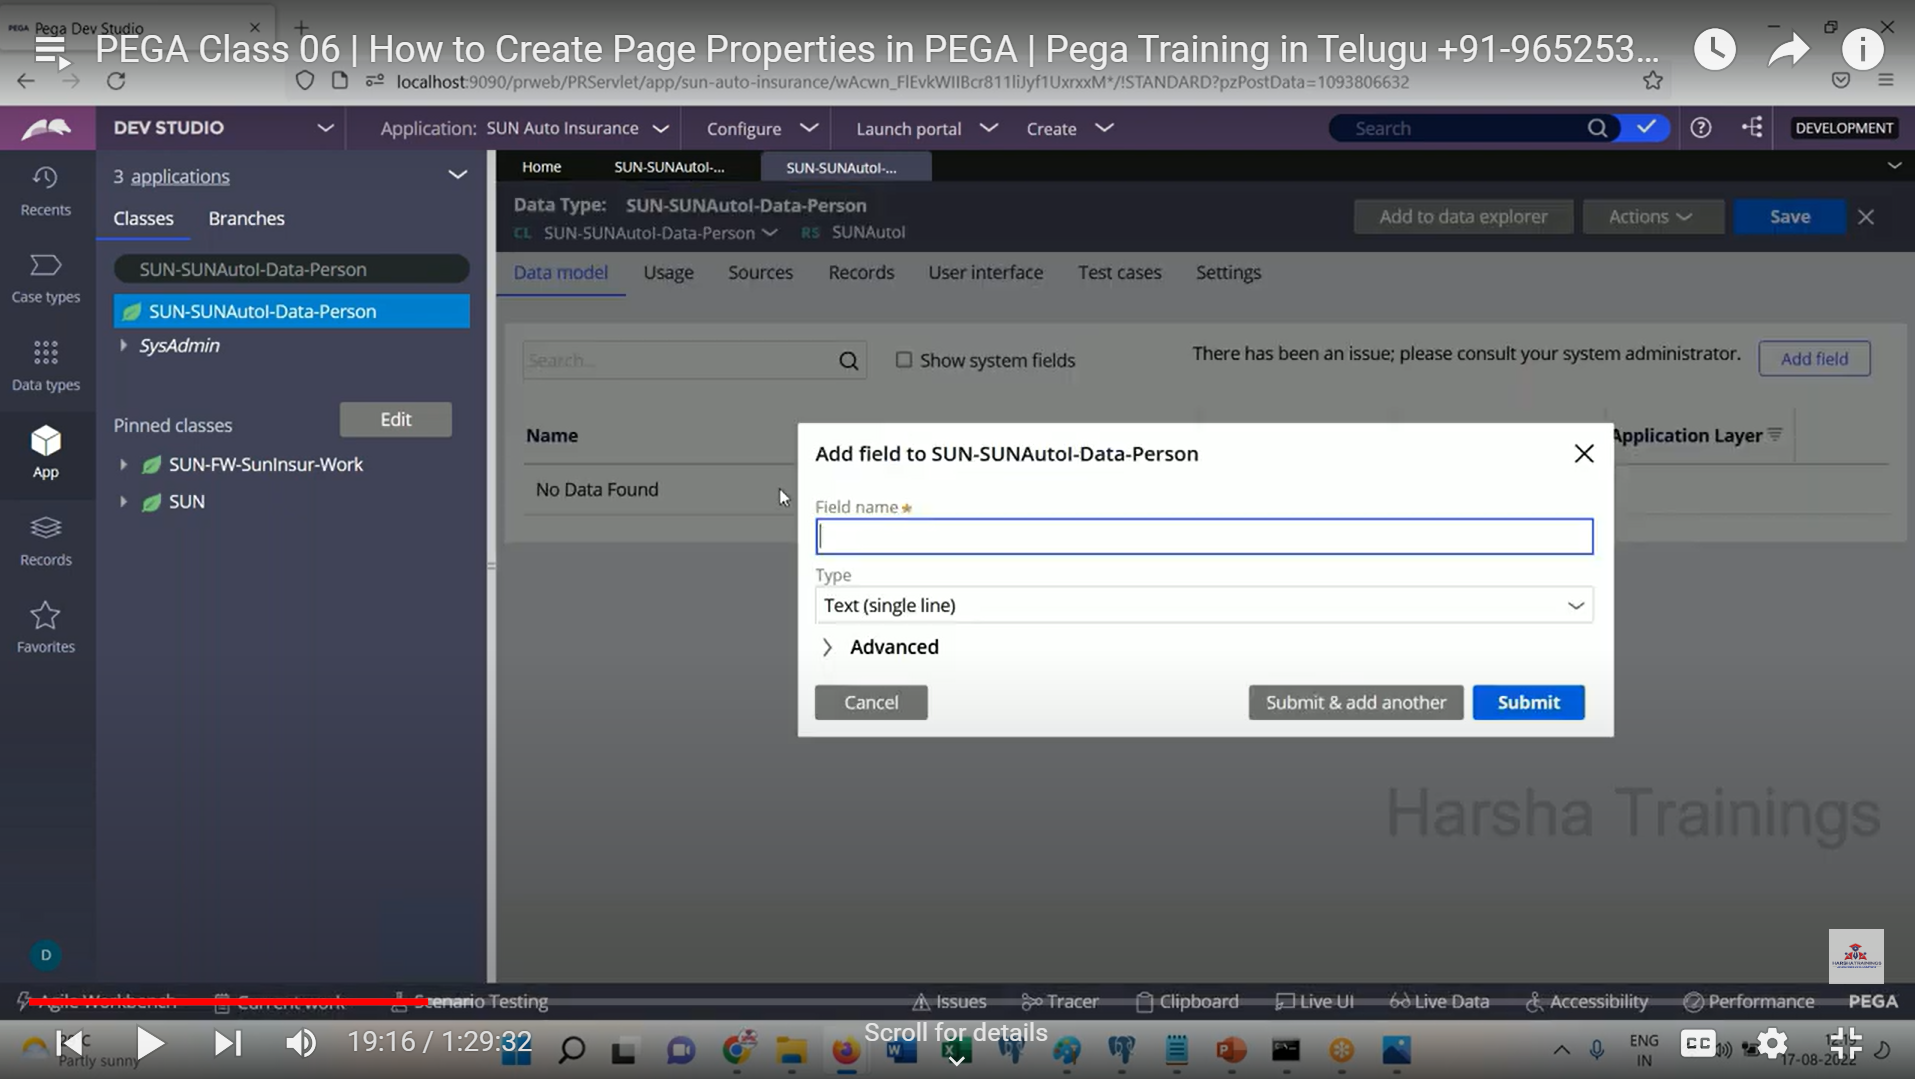 Pega Dev Studio
PEGA Class 06 | How to Create Page Properties in PEGA | Pega Training in Telugu +91-965253...
localhost:9090/prweb/PRServlet/app/sun-auto-insurance/wAcwn_FlEvkWIIBcr811liJyf1UxrxxM*/!STANDARD?pzPostData=1093806632
DEV STUDIO
Application: SUN Auto Insurance
Configure
Launch portal
Create
Search
DEVELOPMENT
Recents
Case types
Data types
App
Records
Favorites
D
3 applications
Classes
Branches
SUN-SUNAutoI-Data-Person
SUN-SUNAutoI-Data-Person
SysAdmin
Pinned classes
Edit
SUN-FW-SunInsur-Work
SUN
Home
SUN-SUNAutoI-...
SUN-SUNAutoI-...
Data Type: SUN-SUNAutoI-Data-Person
CL SUN-SUNAutoI-Data-Person RS SUNAutoI
Add to data explorer
Actions
Save
Data model
Usage
Sources
Records
User interface
Test cases
Settings
Search...
Show system fields
There has been an issue; please consult your system administrator.
Add field
Name
Application Layer
No Data Found
Add field to SUN-SUNAutoI-Data-Person
Field name
Type
Text (single line)
Advanced
Cancel
Submit & add another
Submit
Harsha Trainings
HARSHA TRAININGS
Agile Workbench
Current work
Scenario Testing
Issues
Tracer
Clipboard
Live UI
Live Data
Accessibility
Performance
PEGA
Partly sunny
19:16 / 1:29:32
Scroll for details
ENG
IN
CC